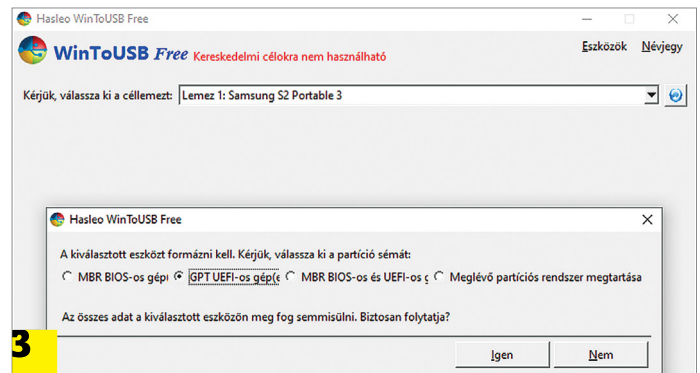 Hasleo WinToUSB Free
WinToUSB Free Kereskedelmi célokra nem használható
Eszközök Névjegy
Kérjük, válassza ki a céllemezt: Lemez 1: Samsung S2 Portable 3
Hasleo WinToUSB Free
A kiválasztott eszközt formázni kell. Kérjük, válassza ki a partíció sémát:
MBR BIOS-os gépi GPT UEFI-os gép(e MBR BIOS-os és UEFI-os g Meglévő partíciós rendszer megtartása
Az összes adat a kiválasztott eszközön meg fog semmisülni. Biztosan folytatja?
3
Igen Nem